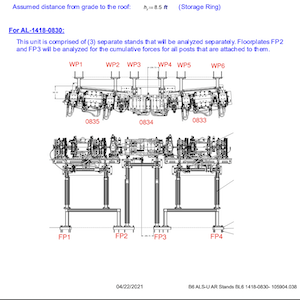 Assumed distance from grade to the roof: hᵣ = 8.5 ft (Storage Ring)
For AL-1418-0830:
This unit is comprised of (3) separate stands that will be analyzed separately. Floorplates FP2
and FP3 will be analyzed for the cumulative forces for all posts that are attached to them.
WP1 WP2 WP3 WP4 WP5 WP6
0835 0834 0833
FP1 FP2 FP3 FP4
04/22/2021 B6 ALS-U AR Stands BL6 1418-0830- 105904.038